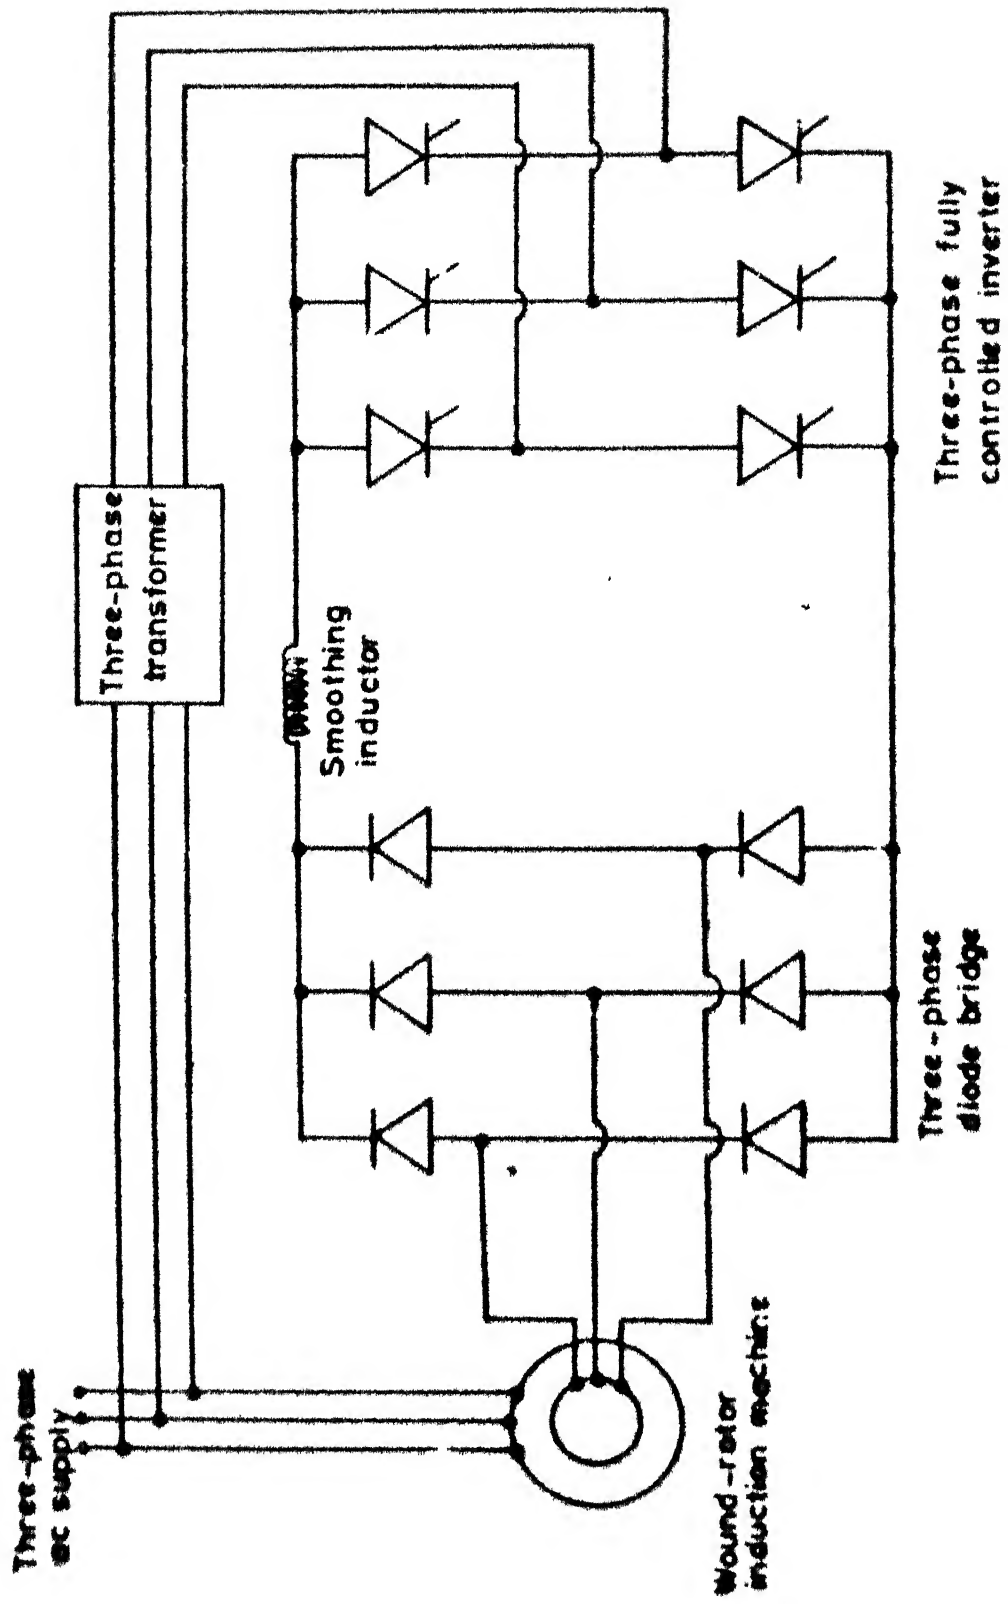 Three-phase
ac supply
Three-phase
transformer
Smoothing
inductor
Wound-rotor
induction machine
Three-phase
diode bridge
Three-phase fully
controlled inverter